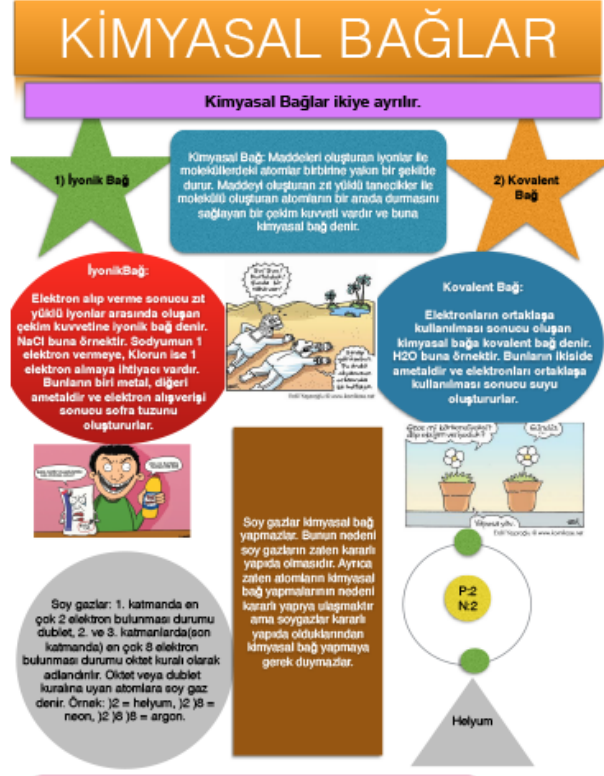 KİMYASAL BAĞLAR
Kimyasal Bağlar ikiye ayrılır.
1) İyonik Bağ
Kimyasal Bağ: Maddeleri oluşturan iyonlar ile
moleküllerdeki atomlar birbirine yakın bir şekilde
durur. Maddeyi oluşturan zıt yüklü tanecikler ile
molekülü oluşturan atomların bir arada durmasını
sağlayan bir çekim kuvveti vardır ve buna
kimyasal bağ denir.
2) Kovalent
Bağ
İyonikBağ:
Elektron alıp verme sonucu zıt
yüklü iyonlar arasında oluşan
çekim kuvvetine iyonik bağ denir.
NaCl buna örnektir. Sodyumun 1
elektron vermeye, Klorun ise 1
elektron almaya ihtiyacı vardır.
Bunların biri metal, diğeri
ametaldir ve elektron alışverişi
sonucu sofra tuzunu
oluştururlar.
Kovalent Bağ:
Elektronların ortaklaşa
kullanılması sonucu oluşan
kimyasal bağa kovalent bağ denir.
H2O buna örnektir. Bunların ikiside
ametaldir ve elektronları ortaklaşa
kullanılması sonucu suyu
oluştururlar.
Soy gazlar kimyasal bağ
yapmazlar. Bunun nedeni
soy gazların zaten kararlı
yapıda olmasıdır. Ayrıca
zaten atomların kimyasal
bağ yapmalarının nedeni
kararlı yapıya ulaşmaktır
ama soygazlar kararlı
yapıda olduklarından
kimyasal bağ yapmaya
gerek duymazlar.
Gündüz.
P:2
N:2
Helyum
Soy gazlar: 1. katmanda en
çok 2 elektron bulunması durumu
dublet, 2. ve 3. katmanlarda(son
katmanda) en çok 8 elektron
bulunması durumu oktet kuralı olarak
adlandırılır. Oktet veya dublet
kuralına uyan atomlara soy gaz
denir. Örnek: )2 = helyum, )2 )8 =
neon, )2 )8 )8 = argon.